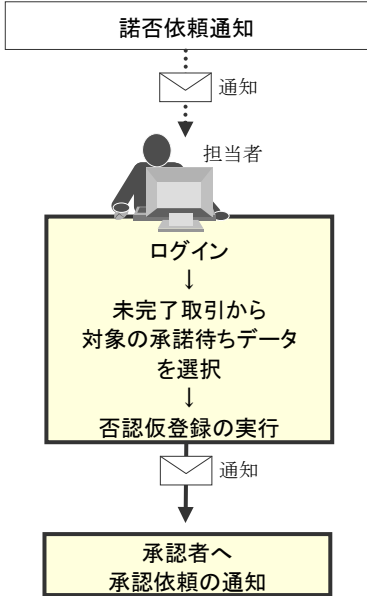 諾否依頼通知
通知
担当者
ログイン
↓
未完了取引から
対象の承諾待ちデータ
を選択
↓
否認仮登録の実行
通知
承認者へ
承認依頼の通知